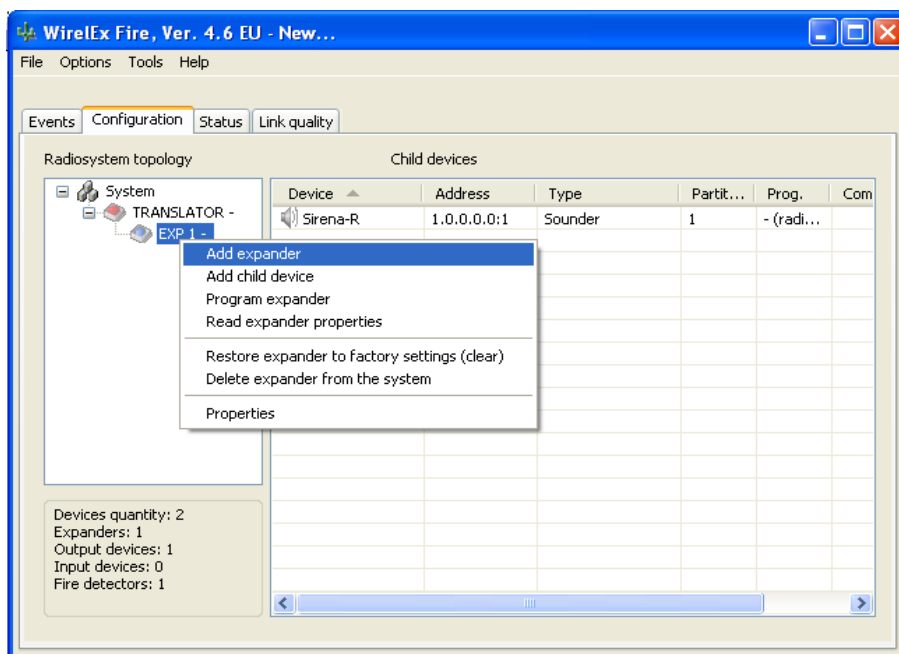 WirelEx Fire, Ver. 4.6 EU - New...
File Options Tools Help
Events Configuration Status Link quality
Radiosystem topology Child devices
System
TRANSLATOR -
EXP 1 -
Device Address Type Partit... Prog. Com
Sirena-R 1.0.0.0.0:1 Sounder 1 - (radi...
Add expander
Add child device
Program expander
Read expander properties
Restore expander to factory settings (clear)
Delete expander from the system
Properties
Devices quantity: 2
Expanders: 1
Output devices: 1
Input devices: 0
Fire detectors: 1